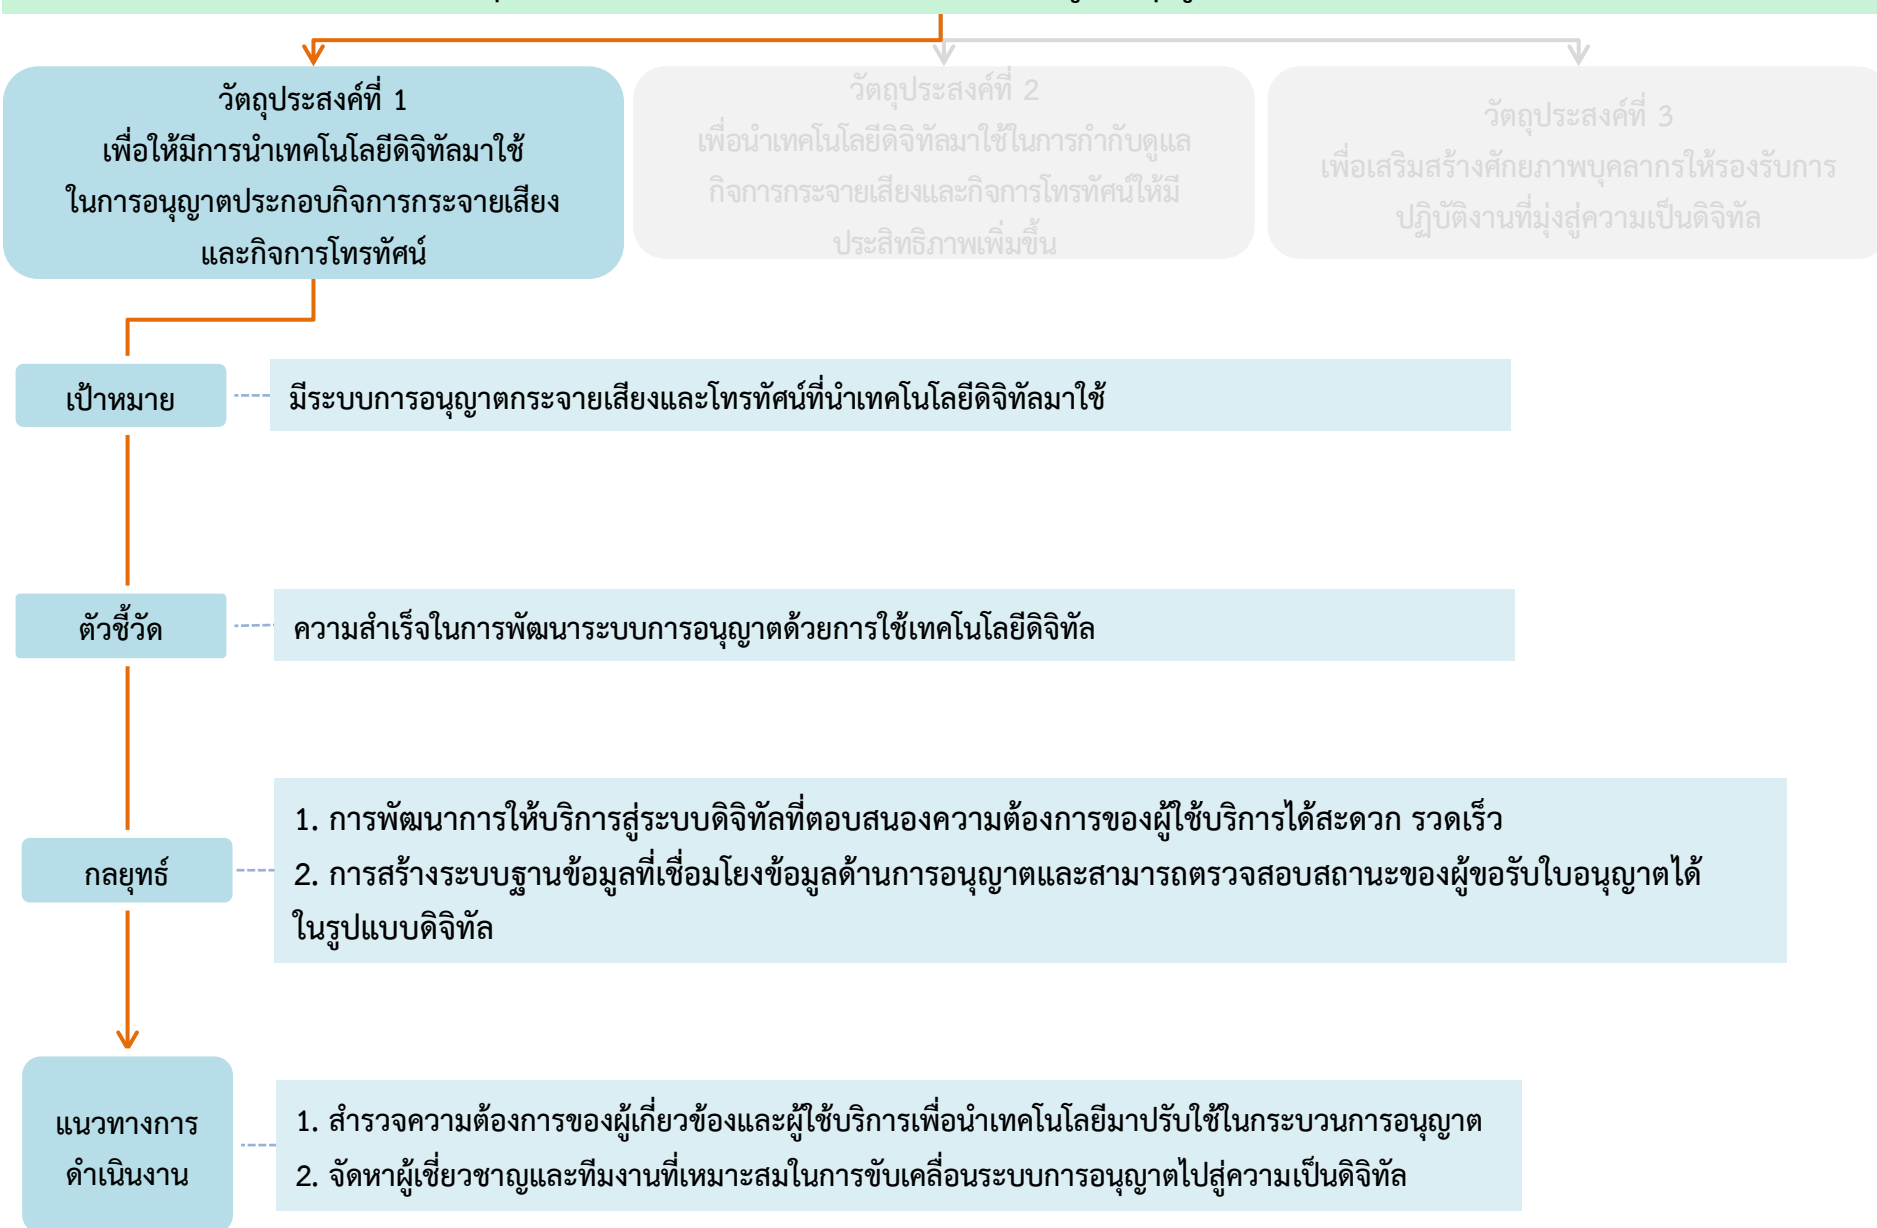 วัตถุประสงค์ที่ 1
เพื่อให้มีการนำเทคโนโลยีดิจิทัลมาใช้
ในการอนุญาตประกอบกิจการกระจายเสียง
และกิจการโทรทัศน์
วัตถุประสงค์ที่ 2
เพื่อนำเทคโนโลยีดิจิทัลมาใช้ในการกำกับดูแล
กิจการกระจายเสียงและกิจการโทรทัศน์ให้มี
ประสิทธิภาพเพิ่มขึ้น
วัตถุประสงค์ที่ 3
เพื่อเสริมสร้างศักยภาพบุคลากรให้รองรับการ
ปฏิบัติงานที่มุ่งสู่ความเป็นดิจิทัล
เป้าหมาย
มีระบบการอนุญาตกระจายเสียงและโทรทัศน์ที่นำเทคโนโลยีดิจิทัลมาใช้
ตัวชี้วัด
ความสำเร็จในการพัฒนาระบบการอนุญาตด้วยการใช้เทคโนโลยีดิจิทัล
กลยุทธ์
1. การพัฒนาการให้บริการสู่ระบบดิจิทัลที่ตอบสนองความต้องการของผู้ใช้บริการได้สะดวก รวดเร็ว
2. การสร้างระบบฐานข้อมูลที่เชื่อมโยงข้อมูลด้านการอนุญาตและสามารถตรวจสอบสถานะของผู้ขอรับใบอนุญาตได้
ในรูปแบบดิจิทัล
แนวทางการ
ดำเนินงาน
1. สำรวจความต้องการของผู้เกี่ยวข้องและผู้ใช้บริการเพื่อนำเทคโนโลยีมาปรับใช้ในกระบวนการอนุญาต
2. จัดหาผู้เชี่ยวชาญและทีมงานที่เหมาะสมในการขับเคลื่อนระบบการอนุญาตไปสู่ความเป็นดิจิทัล